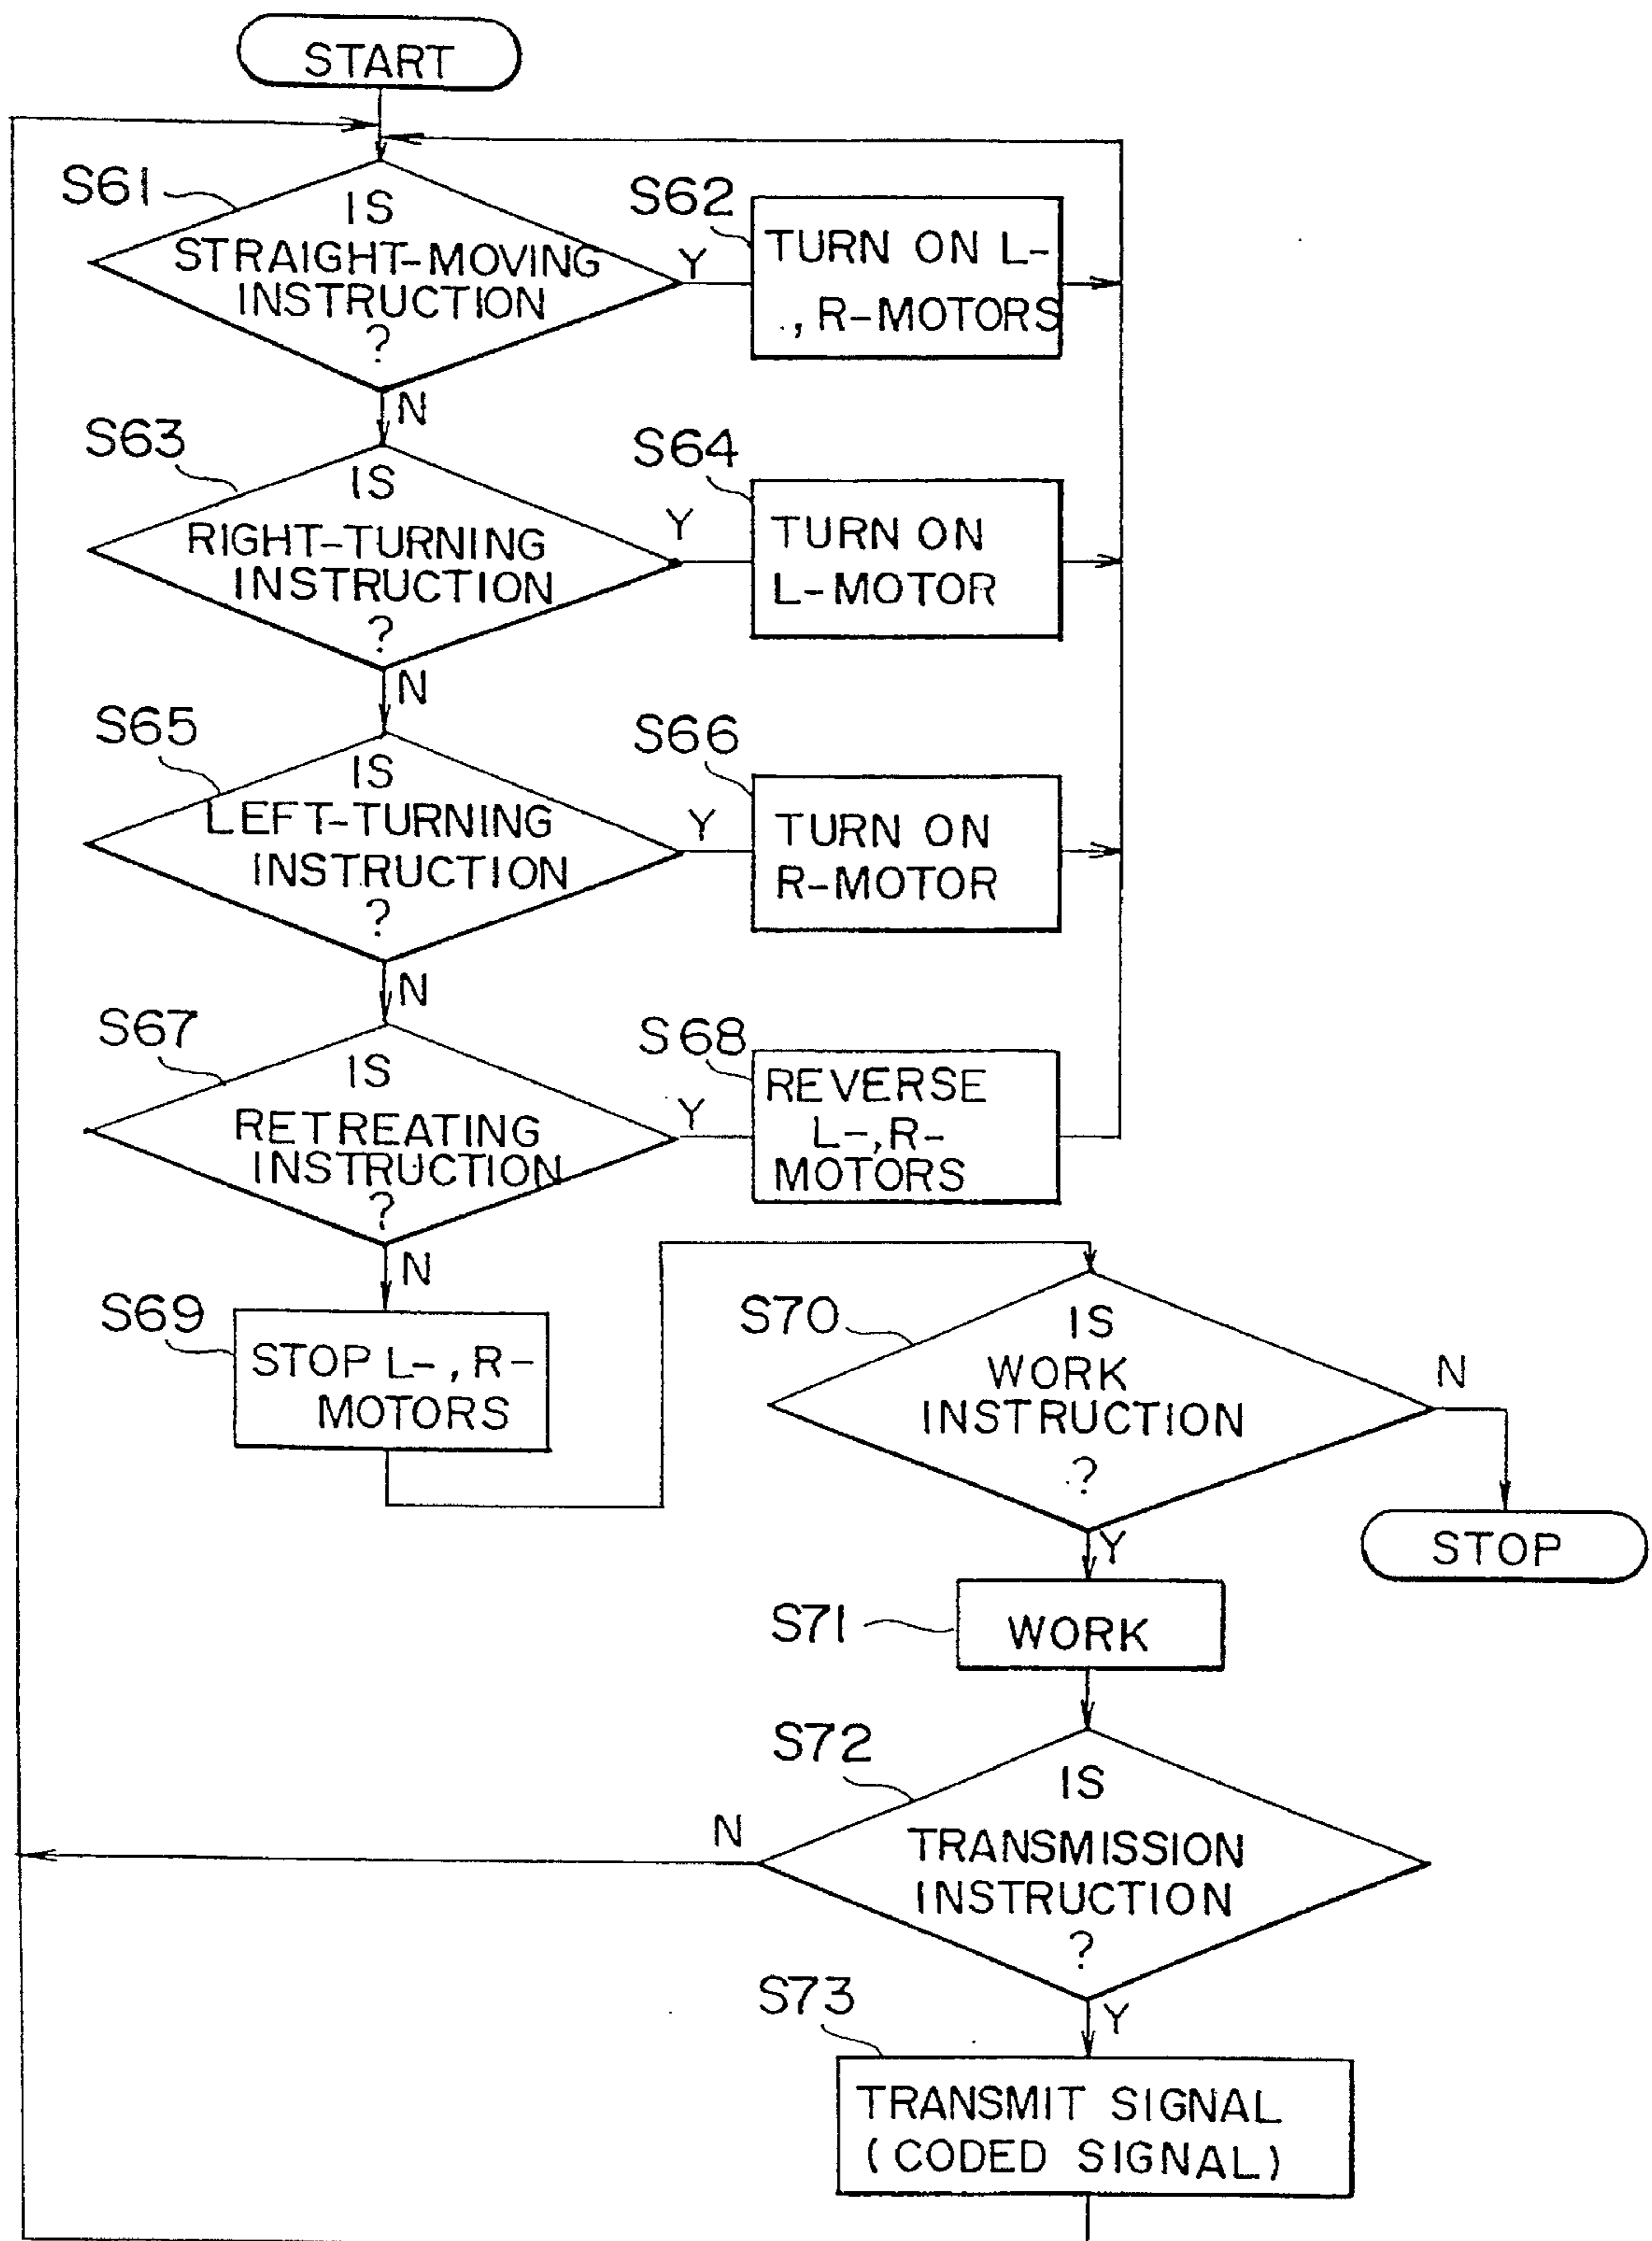 START
S61
IS
STRAIGHT-MOVING
INSTRUCTION
?
Y
N
S62
TURN ON L-
, R-MOTORS
S63
IS
RIGHT-TURNING
INSTRUCTION
?
Y
N
S64
TURN ON
L-MOTOR
S65
IS
LEFT-TURNING
INSTRUCTION
?
Y
N
S66
TURN ON
R-MOTOR
S67
IS
RETREATING
INSTRUCTION
?
Y
N
S68
REVERSE
L-, R-
MOTORS
S69
STOP L-, R-
MOTORS
S70
IS
WORK
INSTRUCTION
?
N
Y
STOP
S71
WORK
S72
IS
TRANSMISSION
INSTRUCTION
?
N
Y
S73
TRANSMIT SIGNAL
(CODED SIGNAL)